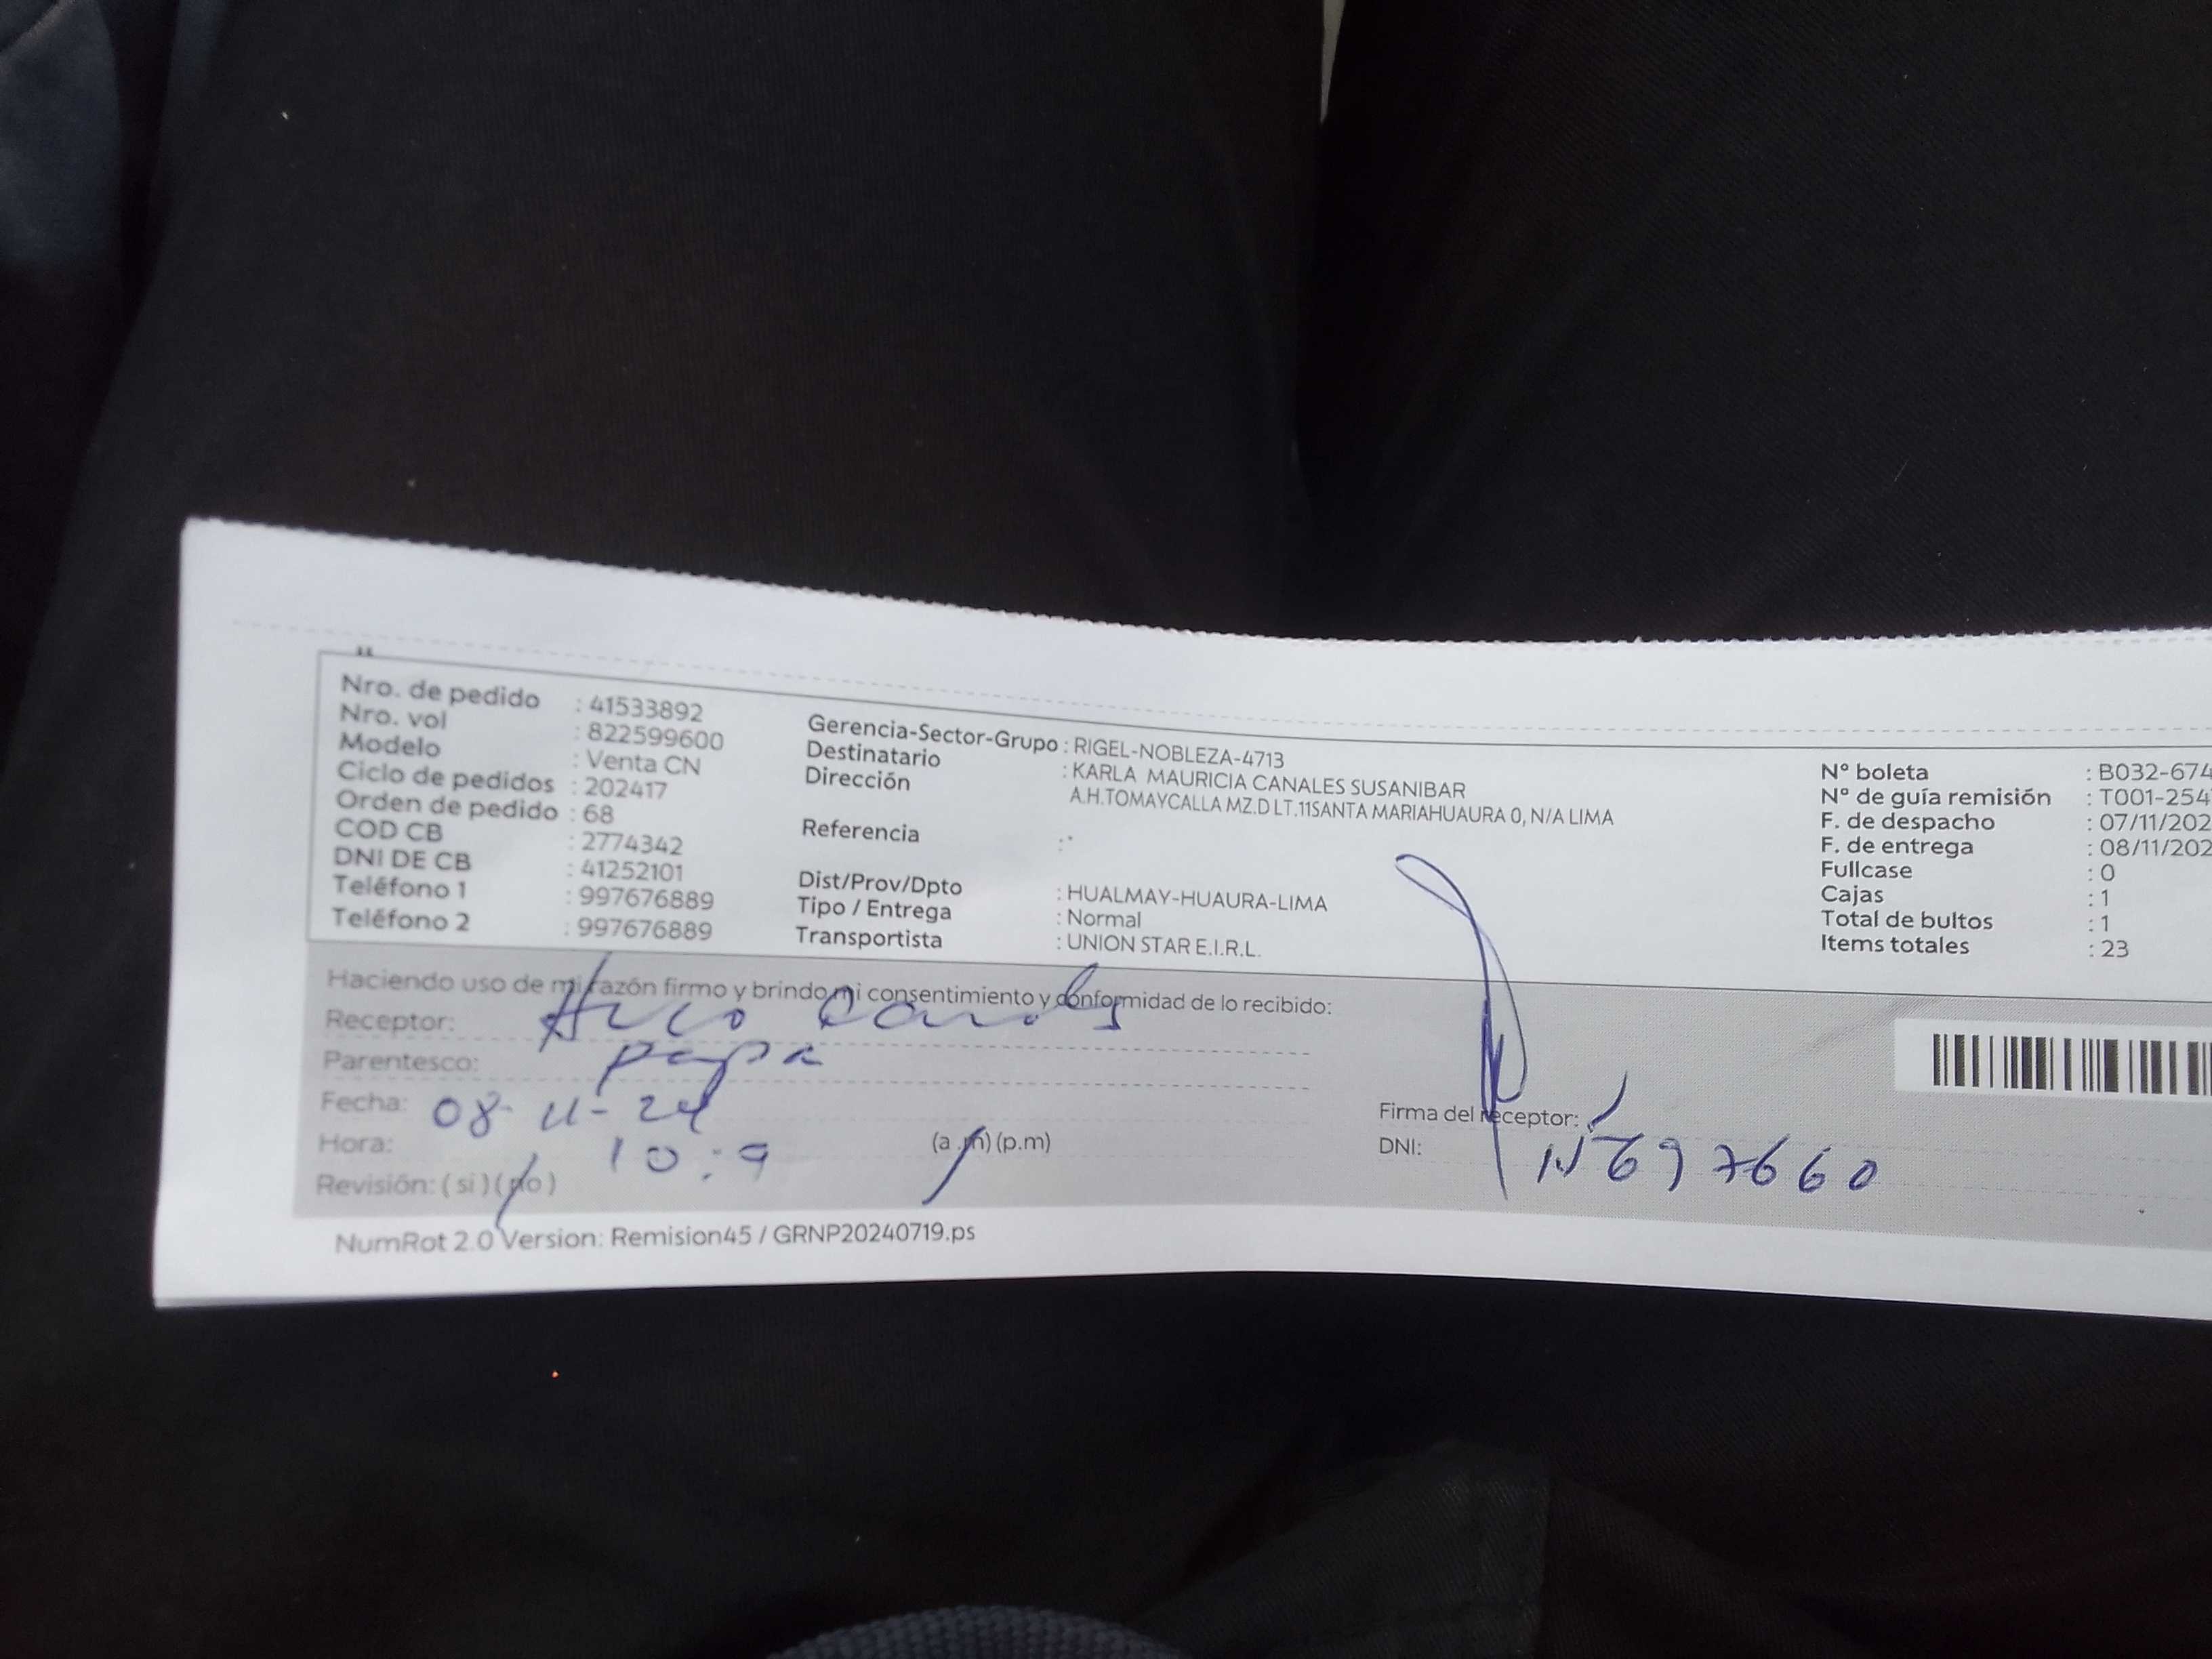 Nro. de pedido : 41533892
Nro. vol : 822599600
Modelo : Venta CN
Ciclo de pedidos : 202417
Orden de pedido : 68
COD CB : 2774342
DNI DE CB : 41252101
Teléfono 1 : 997676889
Teléfono 2 : 997676889
Gerencia-Sector-Grupo : RIGEL-NOBLEZA-4713
Destinatario : KARLA MAURICIA CANALES SUSANIBAR
Dirección A.H.TOMAYCALLA MZ.D LT.11SANTA MARIAHUAURA 0, N/A LIMA
Referencia :*
Dist/Prov/Dpto : HUALMAY-HUAURA-LIMA
Tipo / Entrega : Normal
Transportista : UNION STAR E.I.R.L.
N° boleta : B032-674
N° de guía remisión : T001-254
F. de despacho : 07/11/202
F. de entrega : 08/11/202
Fullcase : 0
Cajas : 1
Total de bultos : 1
Items totales : 23
Haciendo uso de mi razón firmo y brindo mi consentimiento y conformidad de lo recibido:
Receptor:
Parentesco: papa
Fecha: 08-11-24
Hora: 10:9 (a.m) (p.m)
Revisión: (si) (no)
Firma del receptor:
DNI:
NumRot 2.0 Version: Remision45 / GRNP20240719.ps